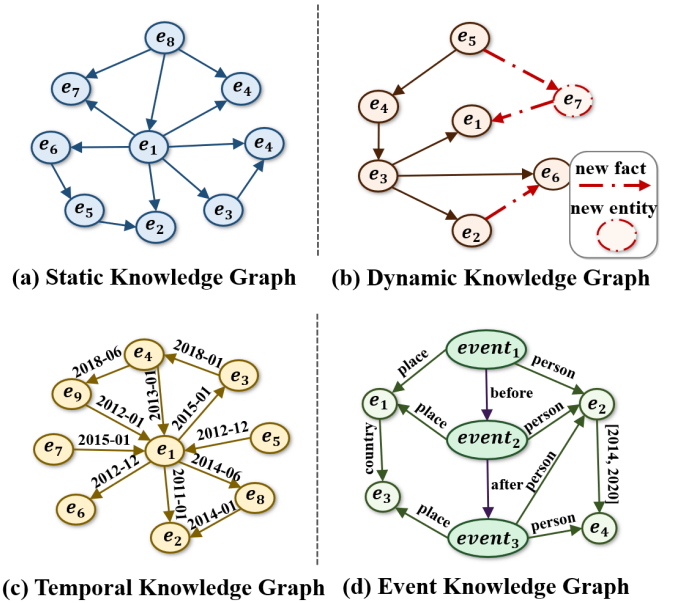 e8
e7
e4
e6
e1
e4
e5
e3
e2
(a) Static Knowledge Graph
e5
e4
e7
e1
e3
e6
e2
new fact
new entity
(b) Dynamic Knowledge Graph
2018-06
e4
2018-01
e9
2013-01
e3
2012-01
2015-01
e7
2015-01
e1
2012-12
e5
2012-12
2014-06
e6
2011-01
e8
2014-01
e2
(c) Temporal Knowledge Graph
event1
place
person
e1
before
e2
place
person
event2
country
[2014, 2020]
after
person
e3
place
event3
person
e4
(d) Event Knowledge Graph